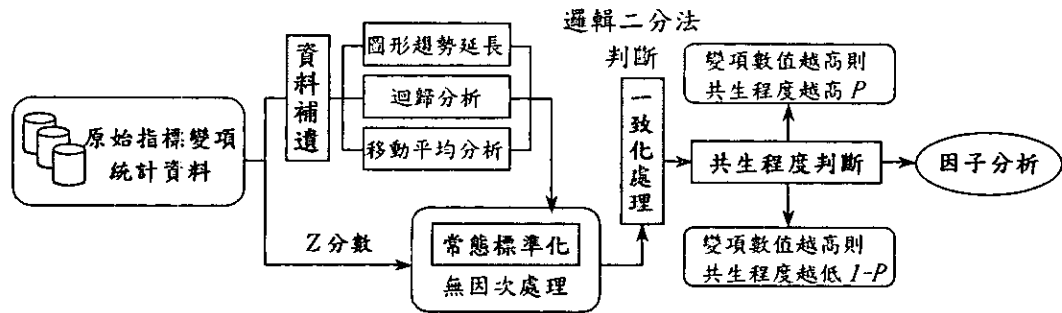 原始指標變項
統計資料
資料補遺
圖形趨勢延長
迴歸分析
移動平均分析
Z分數
常態標準化
無因次處理
邏輯二分法
判斷
一致化處理
變項數值越高則
共生程度越高P
共生程度判斷
變項數值越高則
共生程度越低1-P
因子分析